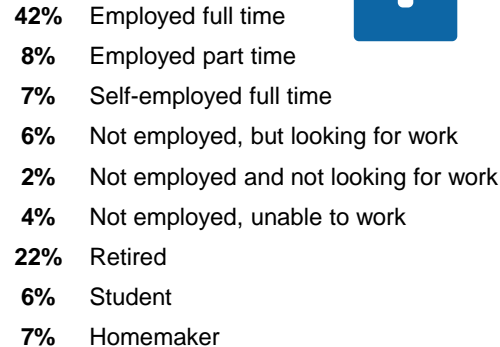 42% Employed full time
8% Employed part time
7% Self-employed full time
6% Not employed, but looking for work
2% Not employed and not looking for work
4% Not employed, unable to work
22% Retired
6% Student
7% Homemaker